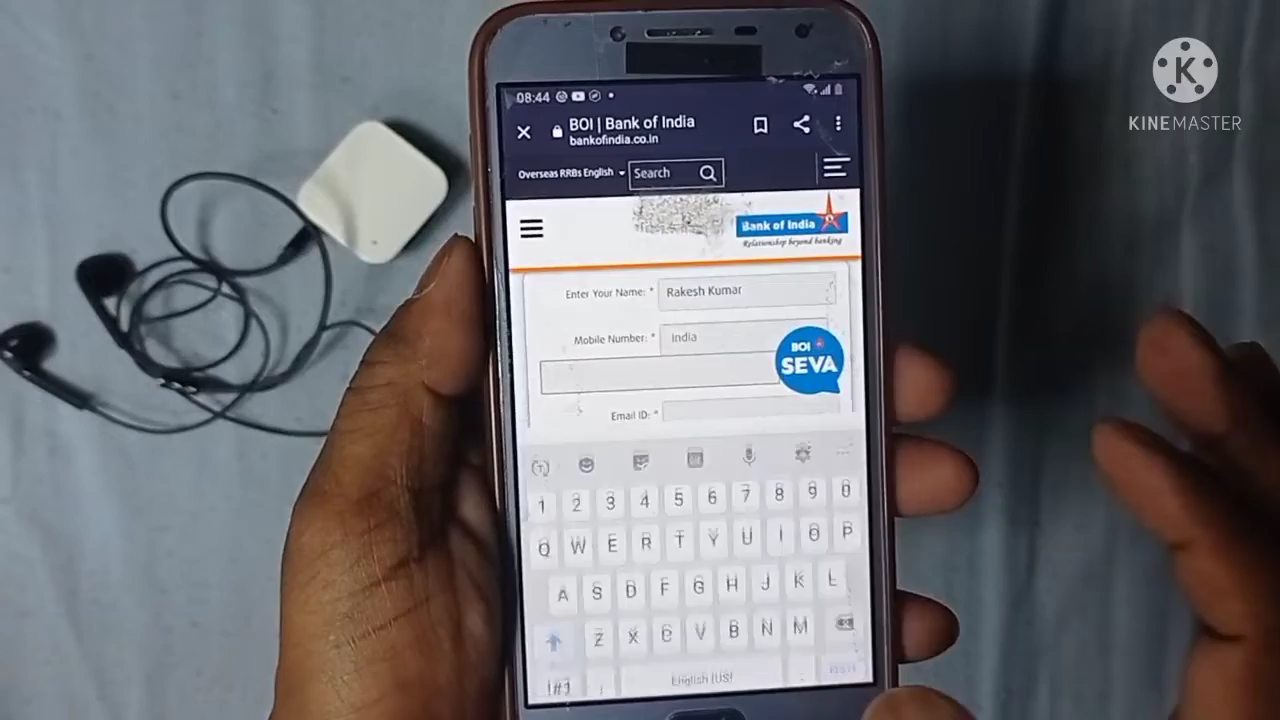 KINEMASTER
08:44
BOI | Bank of India
bankofindia.co.in
Overseas RRBs English
Search
Bank of India
Relationship beyond banking
Enter Your Name: * Rakesh Kumar
Mobile Number: * India
BOI
SEVA
Email ID: *
1 2 3 4 5 6 7 8 9 0
Q W E R T Y U I O P
A S D F G H J K L
Z X C V B N M
!#1 , English (US) .